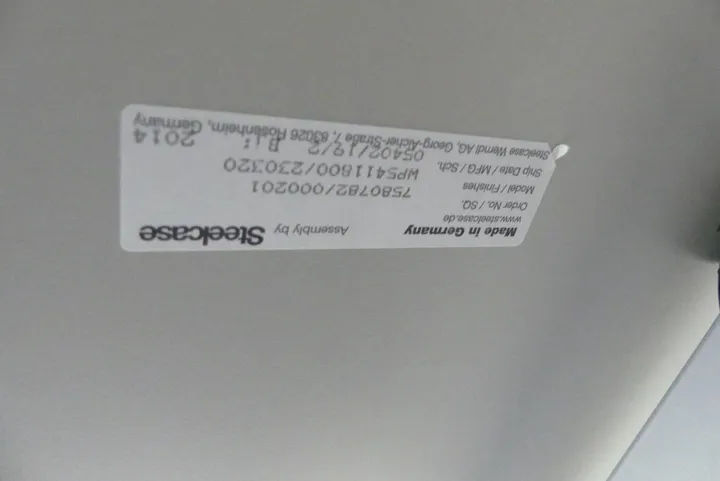 Made in Germany Assembly by Steelcase
www.steelcase.de
Order No. / SQ. 7580782/000201
Model / Finishes WP5411800/230320
Ship Date / MFG / Sch. 05402/12/2 B 2014
Steelcase Werndl AG, Georg-Aicher-Straße 7, 83026 Rosenheim, Germany